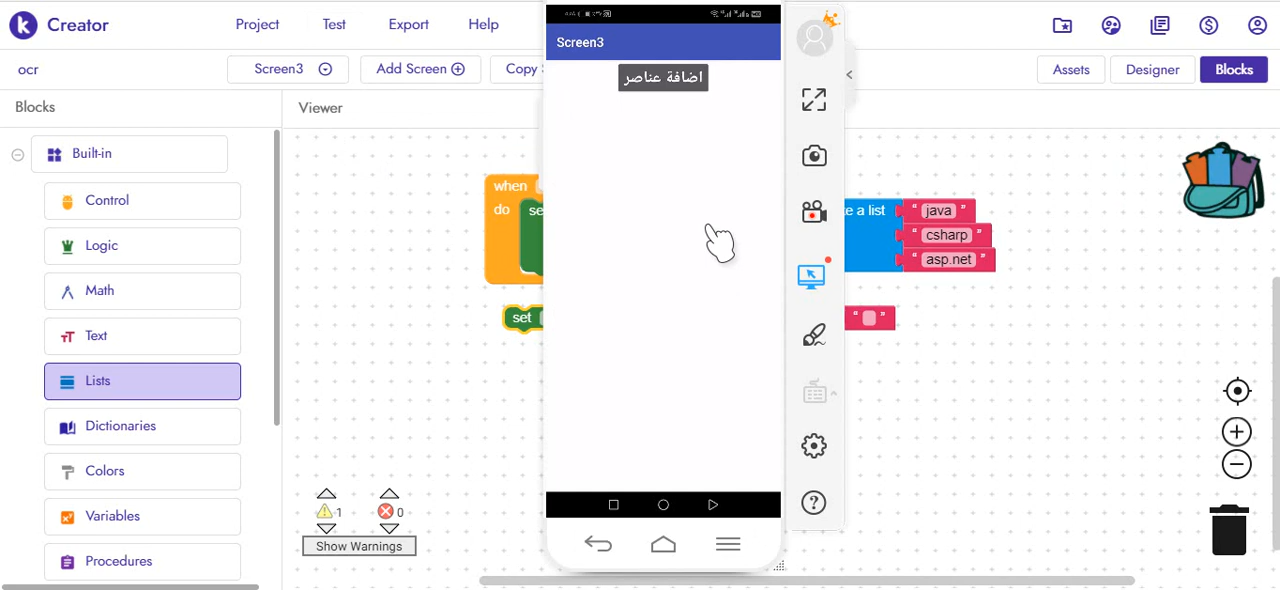 Creator
Project
Test
Export
Help
ocr
Screen3
Add Screen
Copy
Assets
Designer
Blocks
Blocks
Viewer
Built-in
Control
Logic
Math
Text
Lists
Dictionaries
Colors
Variables
Procedures
when
do
se
set
Screen3
اضافة عناصر
e a list
“ java ”
“ csharp ”
“ asp.net ”
“ ”
1
0
Show Warnings